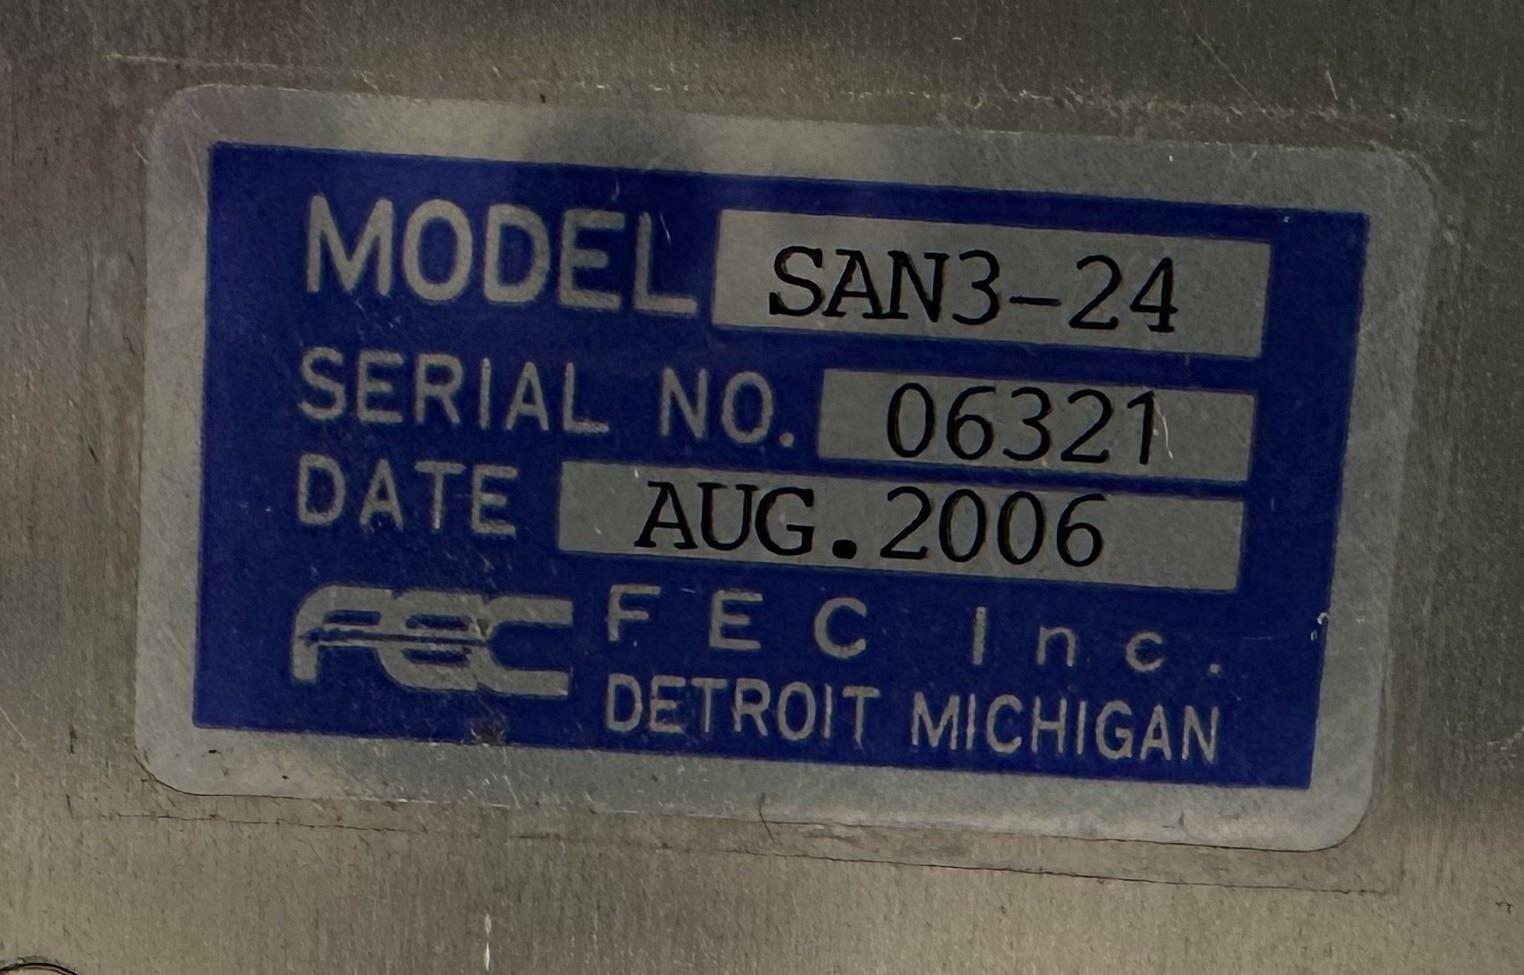 MODEL SAN3-24
SERIAL NO. 06321
DATE AUG.2006
FEC FEC Inc.
DETROIT MICHIGAN